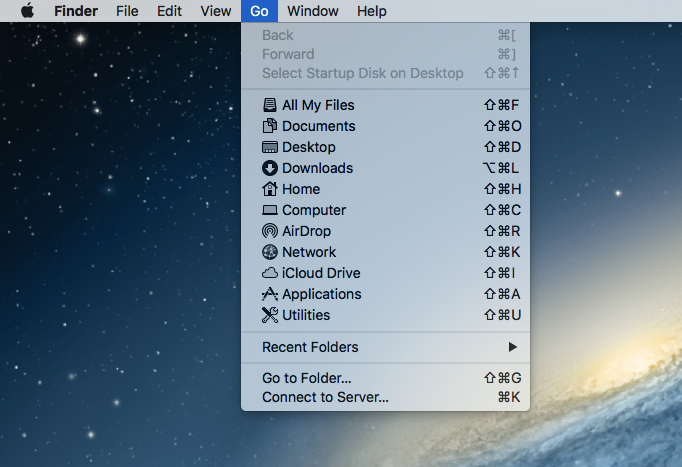 Finder File Edit View Go Window Help
Back ⌘[
Forward ⌘]
Select Startup Disk on Desktop ⇧⌘↑
All My Files ⇧⌘F
Documents ⇧⌘O
Desktop ⇧⌘D
Downloads ⌥⌘L
Home ⇧⌘H
Computer ⇧⌘C
AirDrop ⇧⌘R
Network ⇧⌘K
iCloud Drive ⇧⌘I
Applications ⇧⌘A
Utilities ⇧⌘U
Recent Folders ▶
Go to Folder... ⇧⌘G
Connect to Server... ⌘K